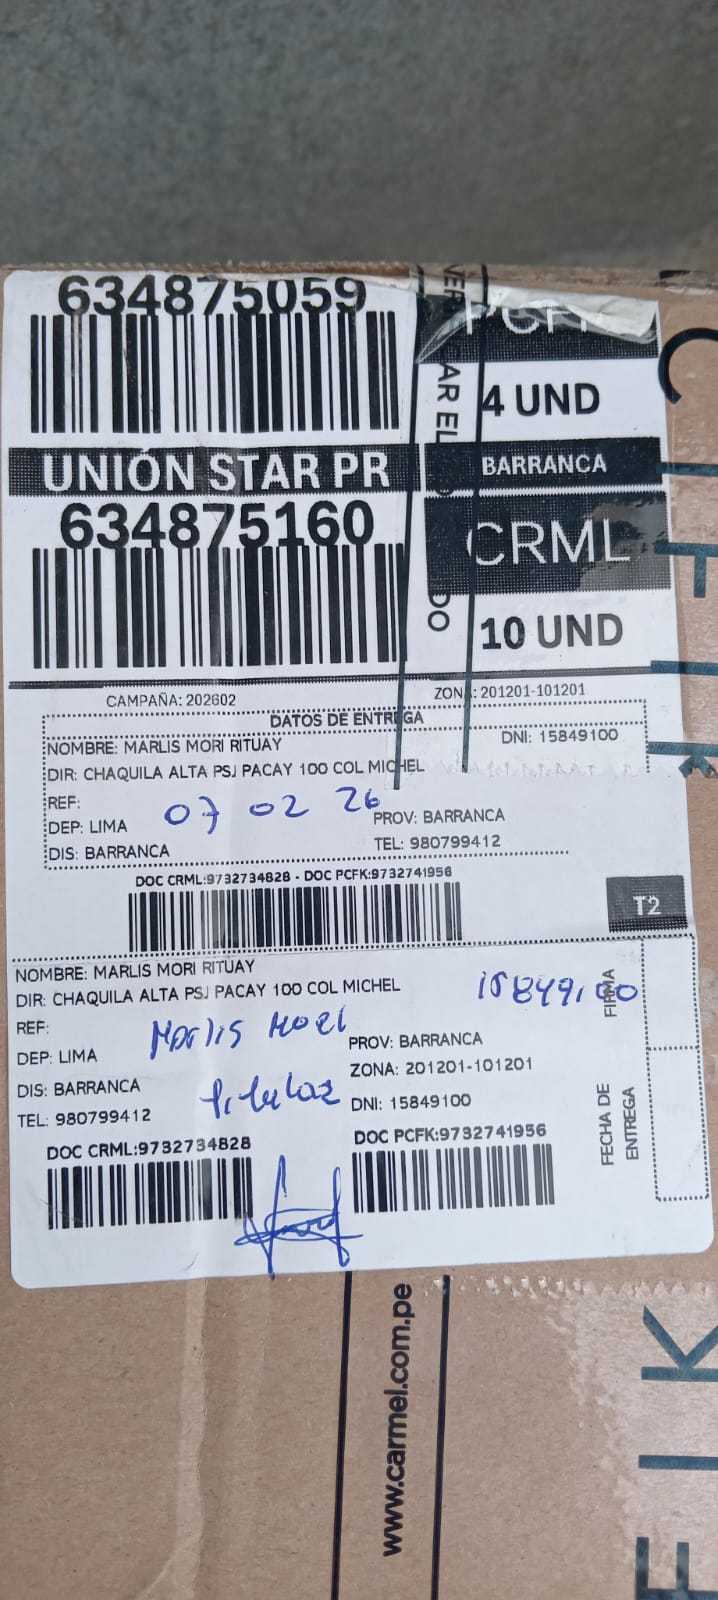 634875059
4 UND
UNIÓN STAR PR
BARRANCA
634875160
CRML
10 UND
CAMPAÑA: 202602
ZONA: 201201-101201
DATOS DE ENTREGA
NOMBRE: MARLIS MORI RITUAY
DNI: 15849100
DIR: CHAQUILA ALTA PSJ PACAY 100 COL MICHEL
REF:
07 02 26
DEP: LIMA
PROV: BARRANCA
DIS: BARRANCA
TEL: 980799412
DOC CRML:9732734828 - DOC PCFK:9732741956
T2
NOMBRE: MARLIS MORI RITUAY
DIR: CHAQUILA ALTA PSJ PACAY 100 COL MICHEL
15849100
FIRMA
REF:
Marlis Mori
DEP: LIMA
PROV: BARRANCA
ZONA: 201201-101201
DIS: BARRANCA
TEL: 980799412
DNI: 15849100
FECHA DE
ENTREGA
DOC CRML:9732734828
DOC PCFK:9732741956
www.carmel.com.pe